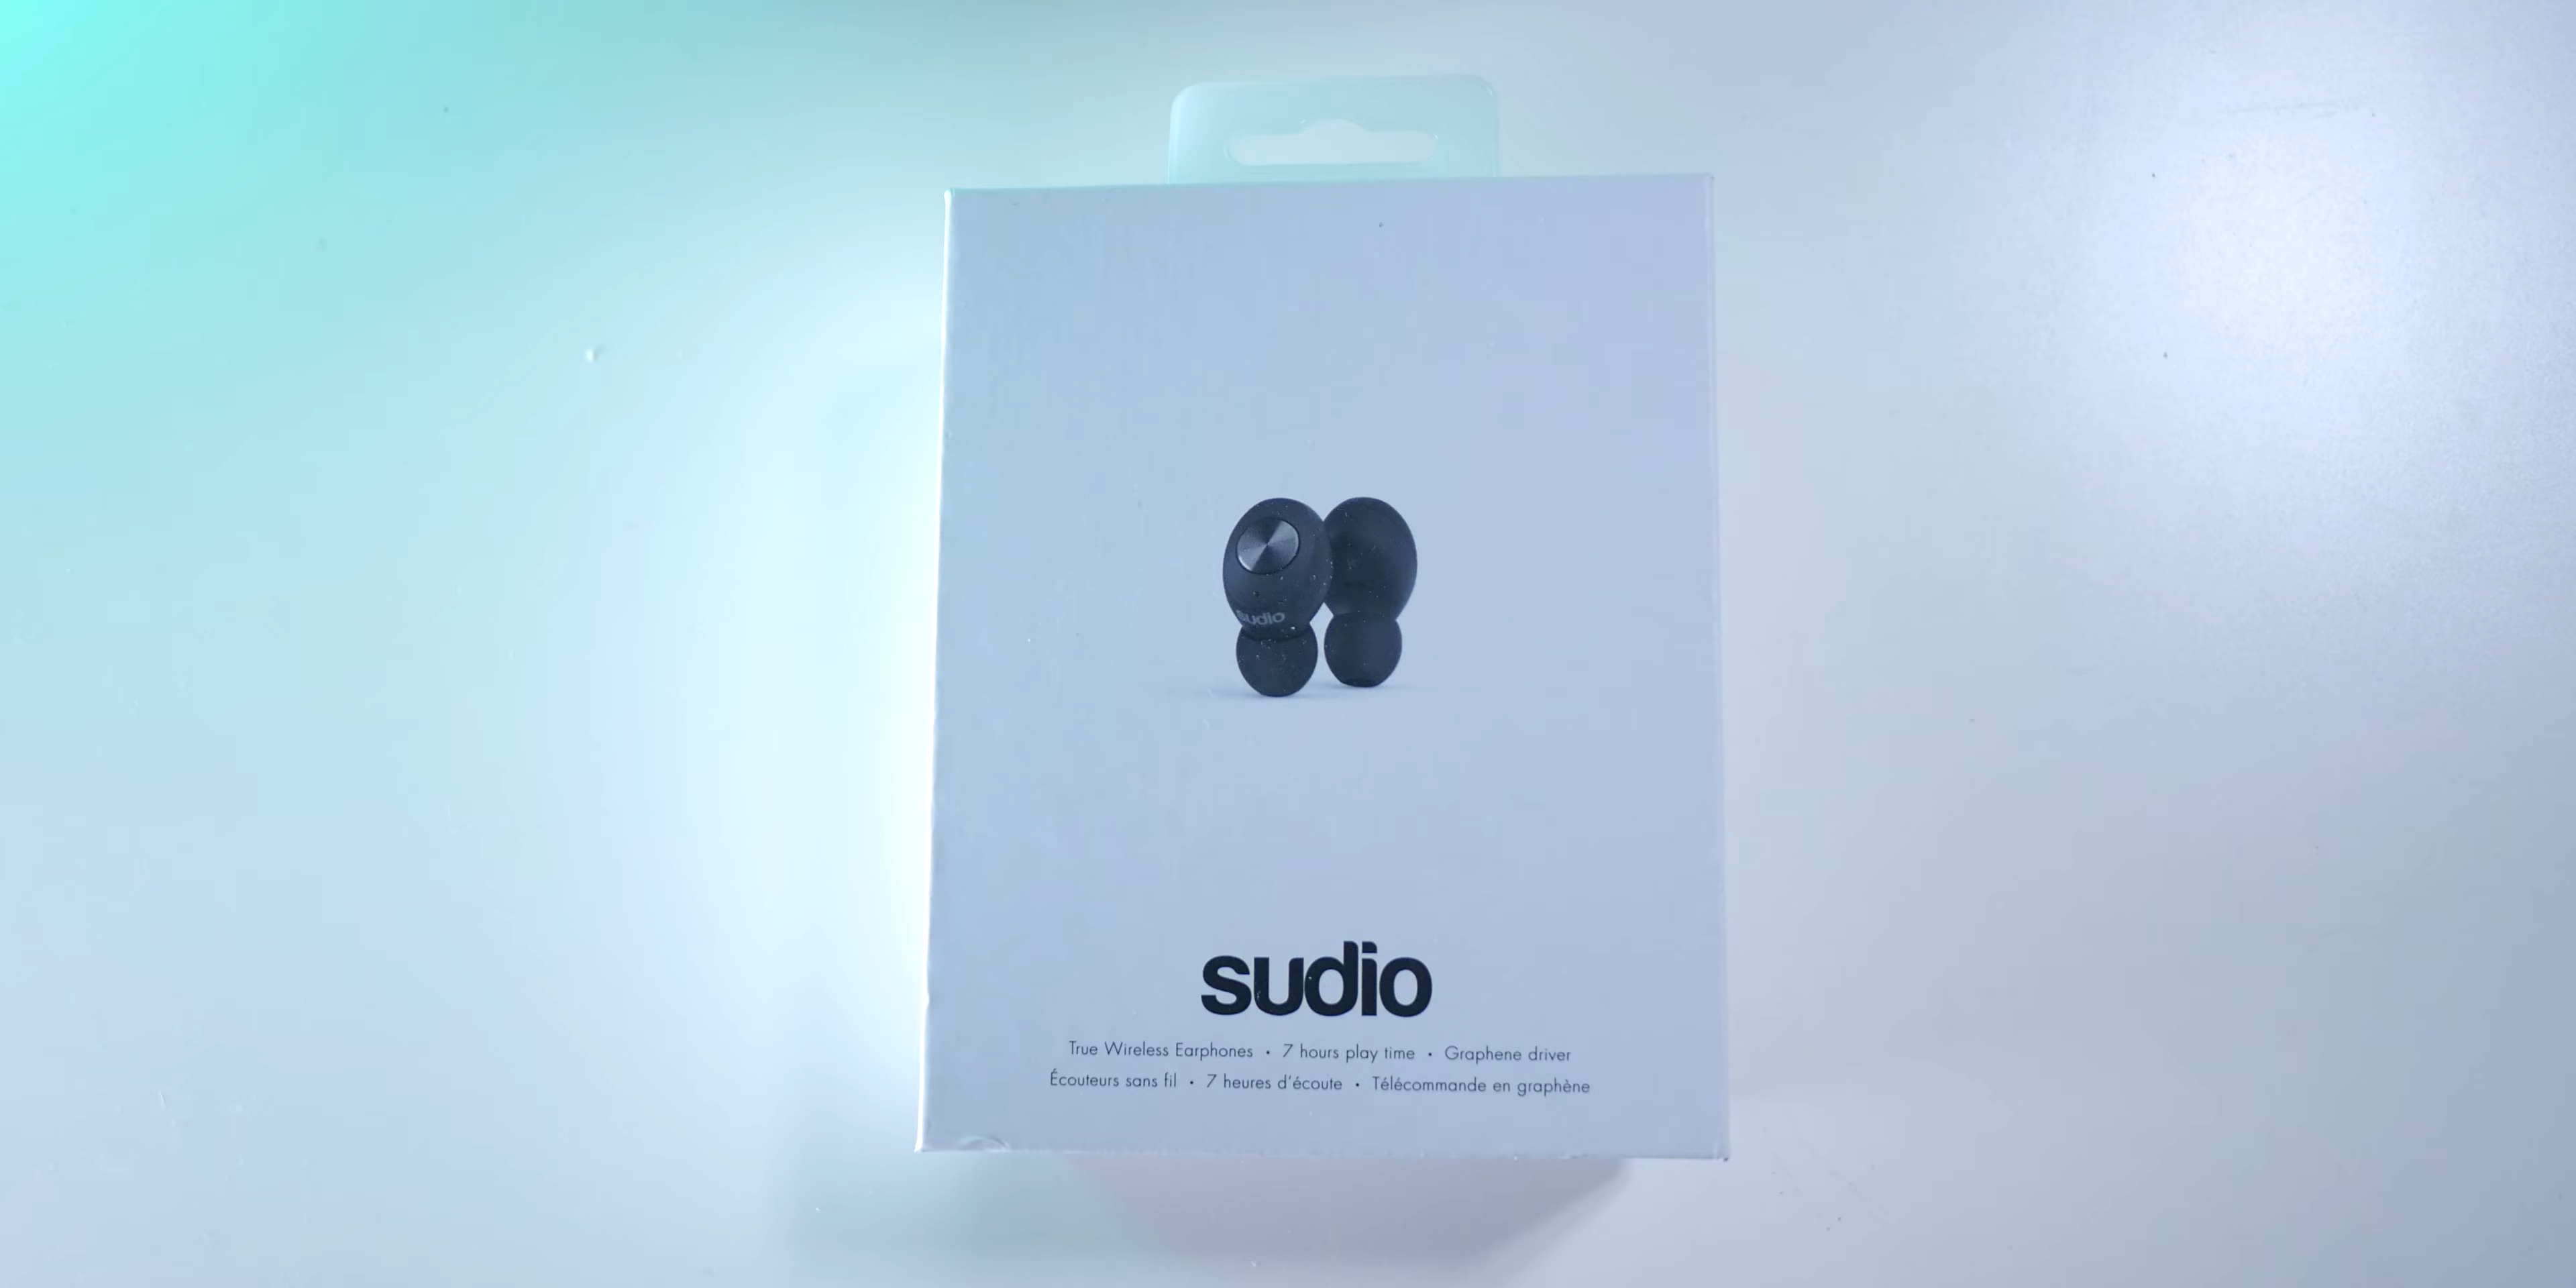 sudio
sudio
True Wireless Earphones • 7 hours play time • Graphene driver
Écouteurs sans fil • 7 heures d'écoute • Télécommande en graphène